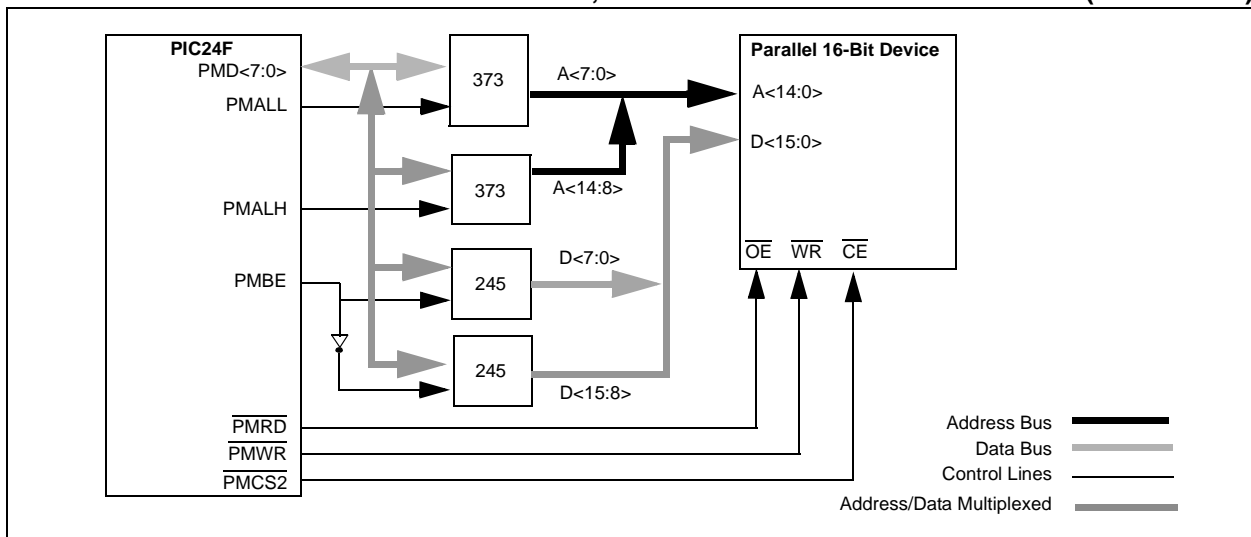 PIC24F
PMD<7:0>
PMALL
PMALH
PMBE
PMRD
PMWR
PMCS2
373
373
245
245
A<7:0>
A<14:8>
D<7:0>
D<15:8>
Parallel 16-Bit Device
A<14:0>
D<15:0>
OE WR CE
Address Bus
Data Bus
Control Lines
Address/Data Multiplexed